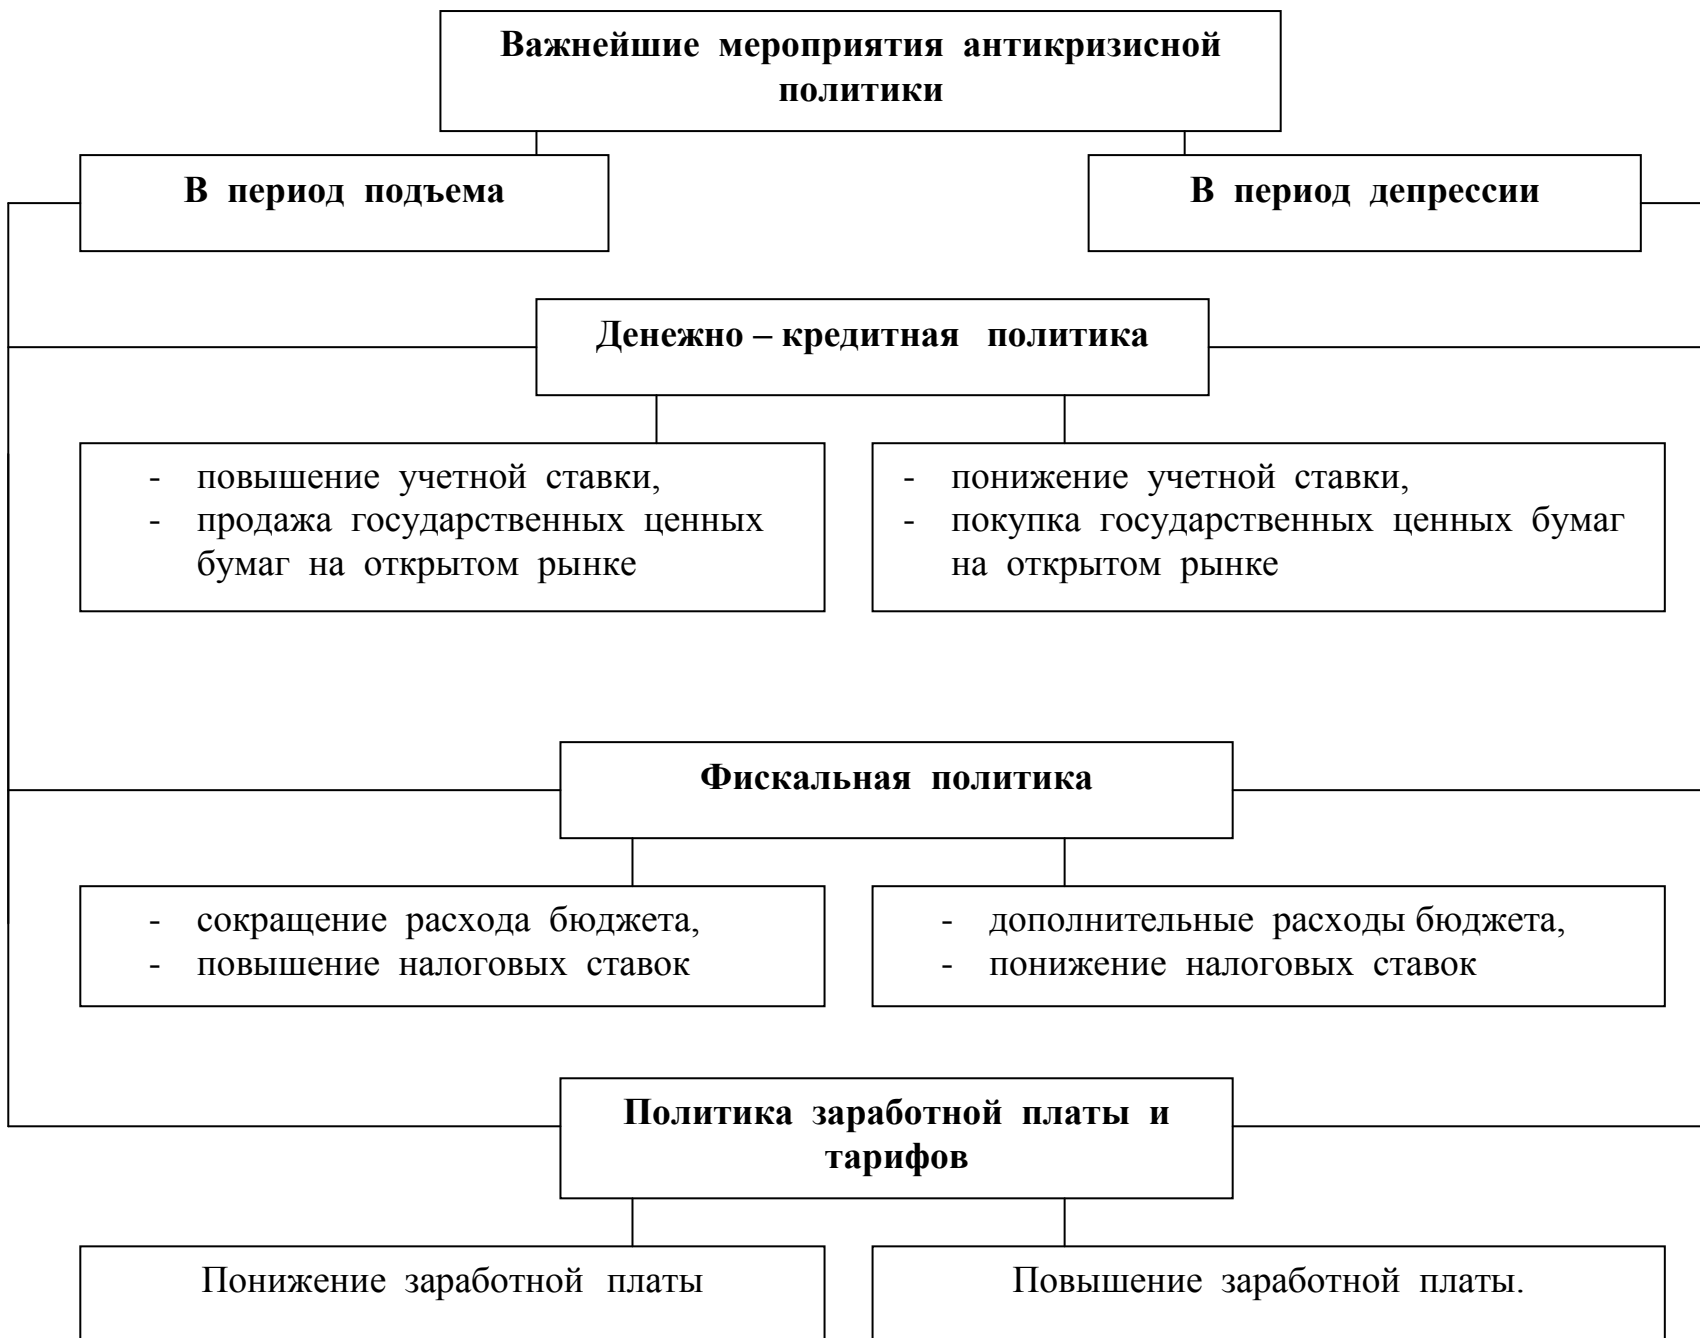 Важнейшие мероприятия антикризисной
политики
В период подъема
В период депрессии
Денежно – кредитная политика
- повышение учетной ставки,
- продажа государственных ценных
бумаг на открытом рынке
- понижение учетной ставки,
- покупка государственных ценных бумаг
на открытом рынке
Фискальная политика
- сокращение расхода бюджета,
- повышение налоговых ставок
- дополнительные расходы бюджета,
- понижение налоговых ставок
Политика заработной платы и
тарифов
Понижение заработной платы
Повышение заработной платы.